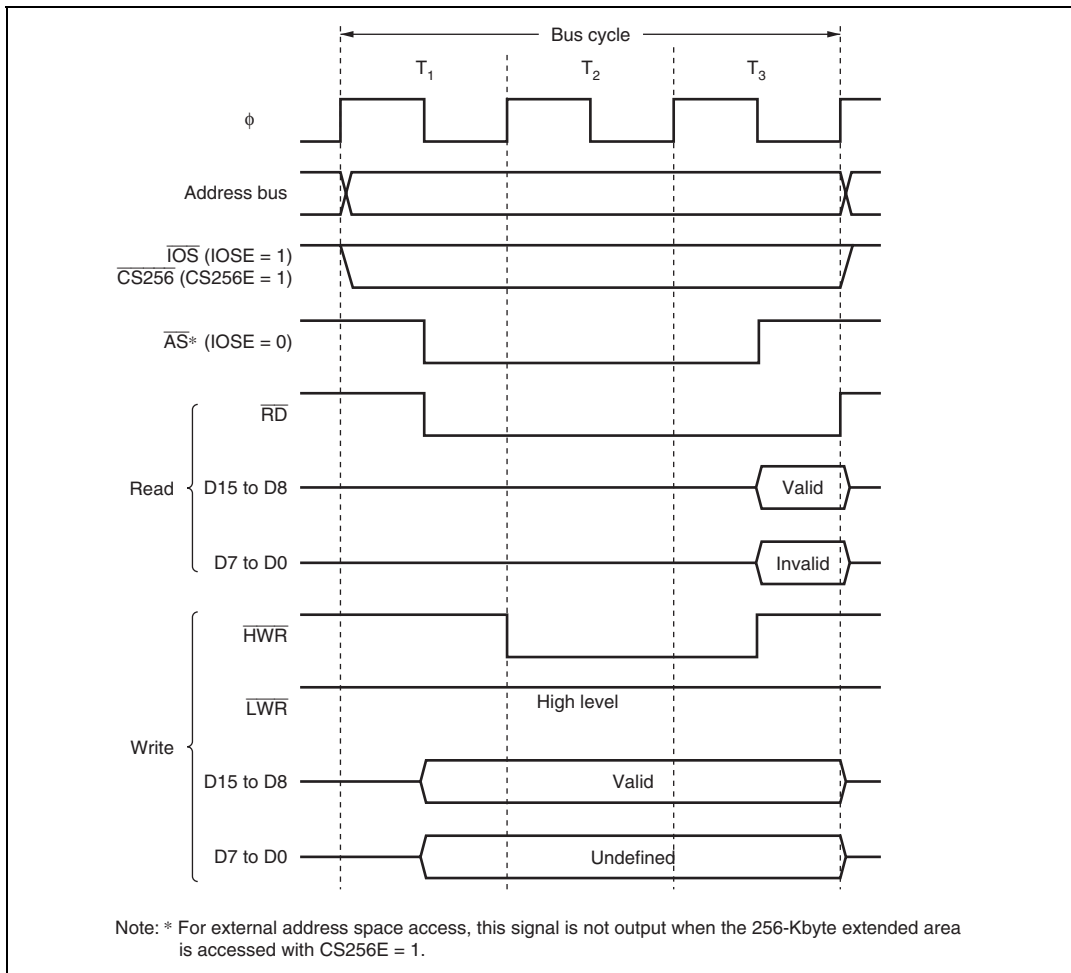 Bus cycle
T1 T2 T3
ϕ
Address bus
IOS (IOSE = 1)
CS256 (CS256E = 1)
AS* (IOSE = 0)
RD
Read
D15 to D8
Valid
D7 to D0
Invalid
HWR
LWR
High level
Write
D15 to D8
Valid
D7 to D0
Undefined
Note: * For external address space access, this signal is not output when the 256-Kbyte extended area
is accessed with CS256E = 1.